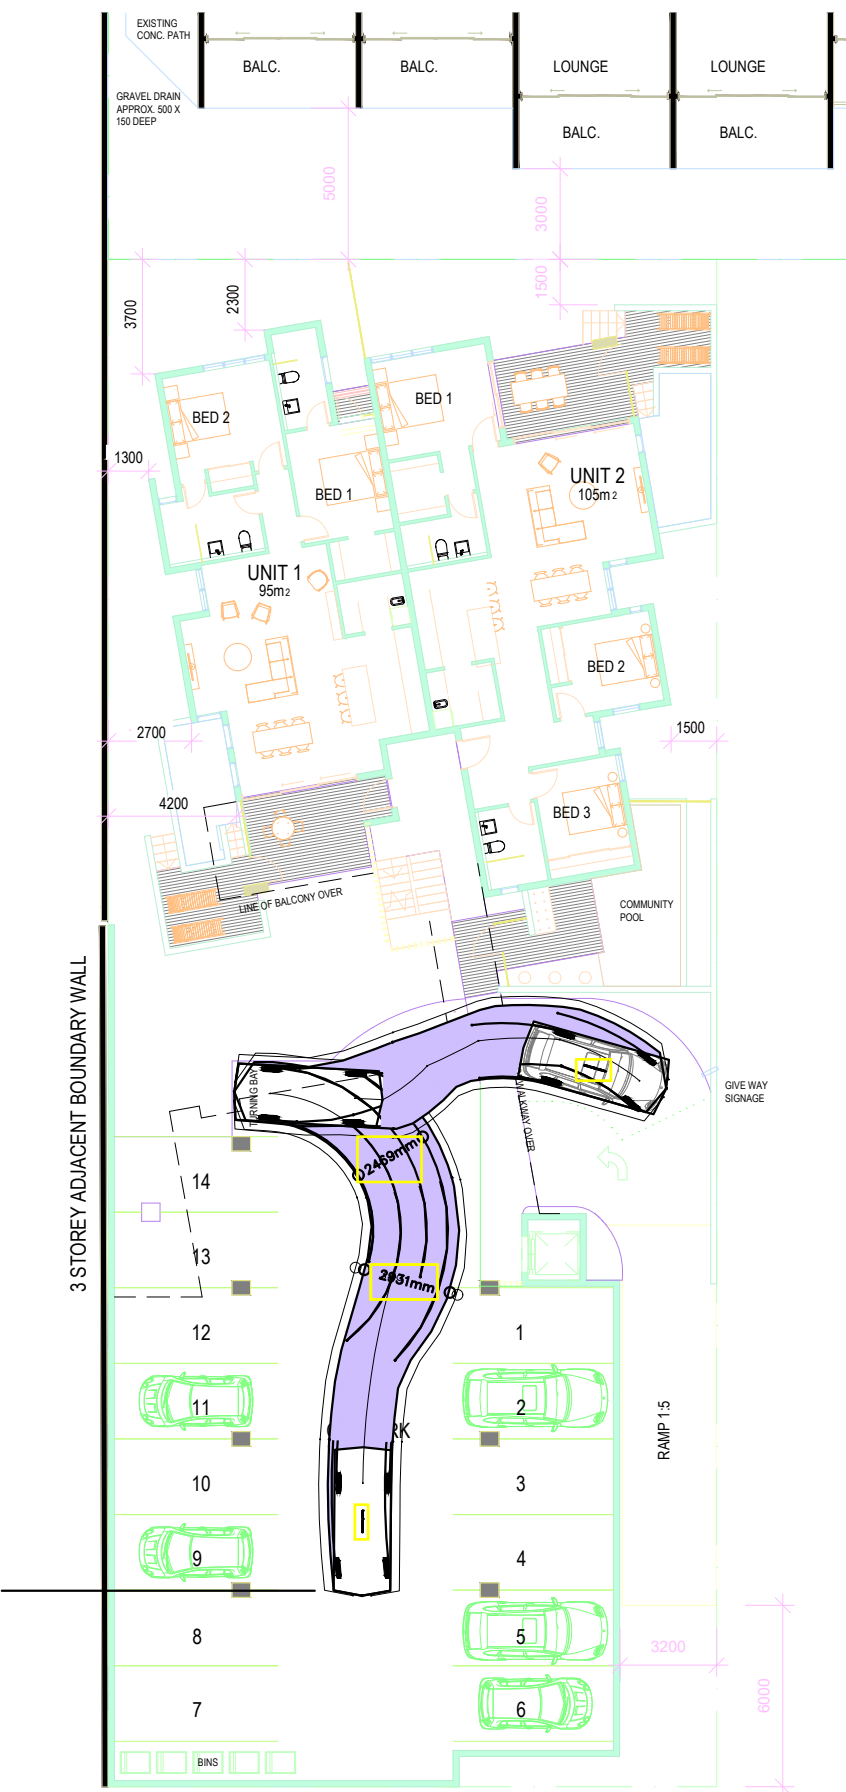 EXISTING
CONC. PATH
BALC.
BALC.
LOUNGE
LOUNGE
GRAVEL DRAIN
APPROX. 500 X
150 DEEP
BALC.
BALC.
5000
3000
1500
3700
2300
BED 2
BED 1
1300
BED 1
UNIT 2
105m2
UNIT 1
95m2
BED 2
2700
1500
4200
BED 3
LINE OF BALCONY OVER
COMMUNITY
POOL
3 STOREY ADJACENT BOUNDARY WALL
TURNING BAY
WALKWAY OVER
GIVE WAY
SIGNAGE
2469mm
14
13
2931mm
12
1
11
2
RK
RAMP 1:5
10
3
9
4
8
5
3200
7
6
6000
BINS